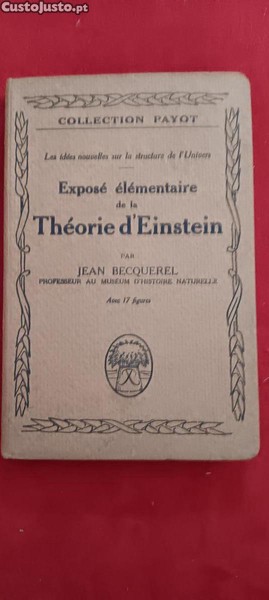 CustoJusto.pt
COLLECTION PAYOT
Les idées nouvelles sur la structure de l'Univers
Exposé élémentaire
de la
Théorie d'Einstein
PAR
JEAN BECQUEREL
PROFESSEUR AU MUSÉUM D'HISTOIRE NATURELLE
Avec 17 figures